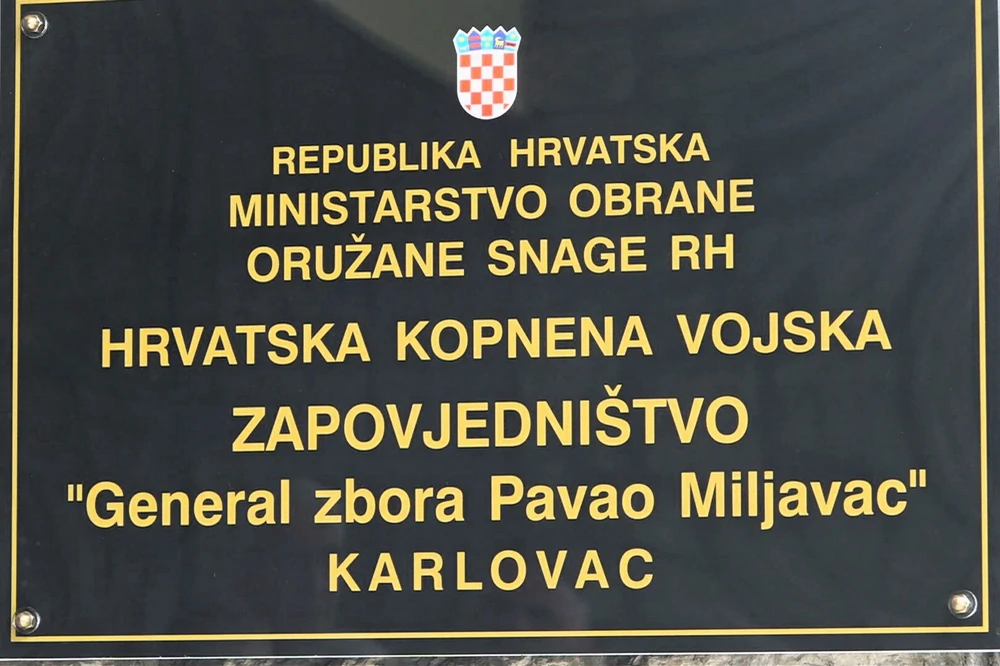 REPUBLIKA HRVATSKA
MINISTARSTVO OBRANE
ORUŽANE SNAGE RH
HRVATSKA KOPNENA VOJSKA
ZAPOVJEDNIŠTVO
"General zbora Pavao Miljavac"
KARLOVAC